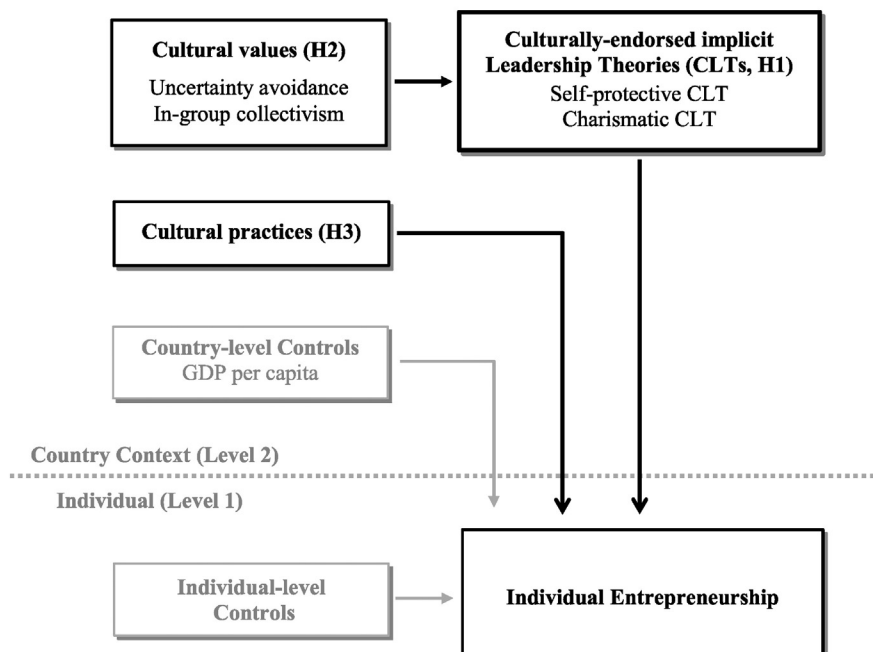 Cultural values (H2)
Uncertainty avoidance
In-group collectivism
Culturally-endorsed implicit
Leadership Theories (CLTs, H1)
Self-protective CLT
Charismatic CLT
Cultural practices (H3)
Country-level Controls
GDP per capita
Country Context (Level 2)
Individual (Level 1)
Individual-level
Controls
Individual Entrepreneurship